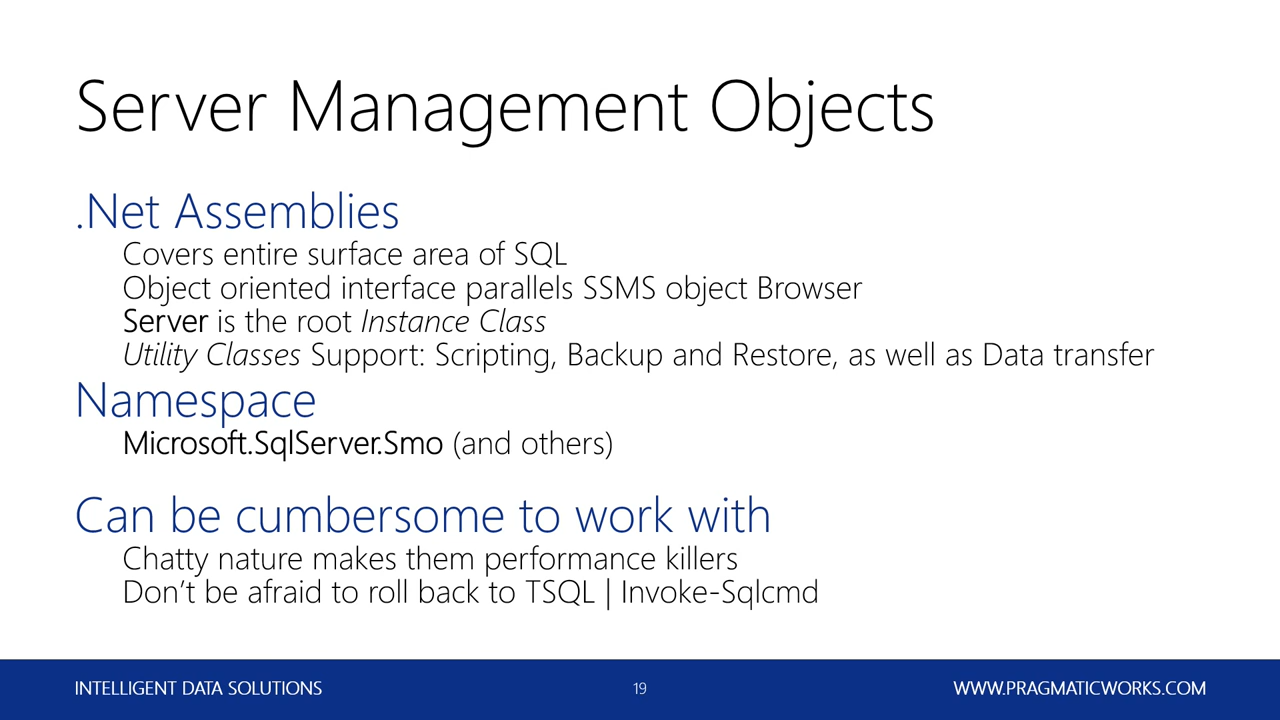 Server Management Objects
.Net Assemblies
Covers entire surface area of SQL
Object oriented interface parallels SSMS object Browser
Server is the root Instance Class
Utility Classes Support: Scripting, Backup and Restore, as well as Data transfer
Namespace
Microsoft.SqlServer.Smo (and others)
Can be cumbersome to work with
Chatty nature makes them performance killers
Don’t be afraid to roll back to TSQL | Invoke-Sqlcmd
INTELLIGENT DATA SOLUTIONS
19
WWW.PRAGMATICWORKS.COM